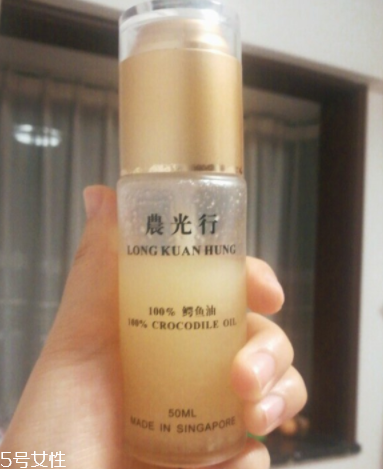 農光行
LONG KUAN HUNG
100% 鳄鱼油
100% CROCODILE OIL
50ML
MADE IN SINGAPORE
5号女性